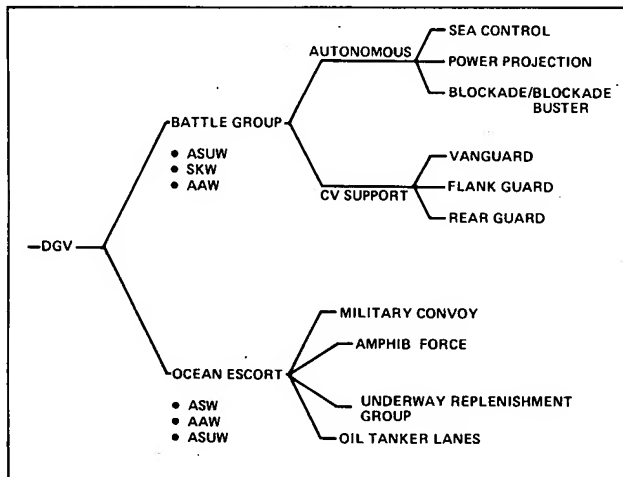 SEA CONTROL
AUTONOMOUS
POWER PROJECTION
BLOCKADE/BLOCKADE
BUSTER
BATTLE GROUP
• ASUW
• SKW
• AAW
VANGUARD
CV SUPPORT
FLANK GUARD
REAR GUARD
DGV
MILITARY CONVOY
AMPHIB FORCE
OCEAN ESCORT
• ASW
• AAW
• ASUW
UNDERWAY REPLENISHMENT
GROUP
OIL TANKER LANES